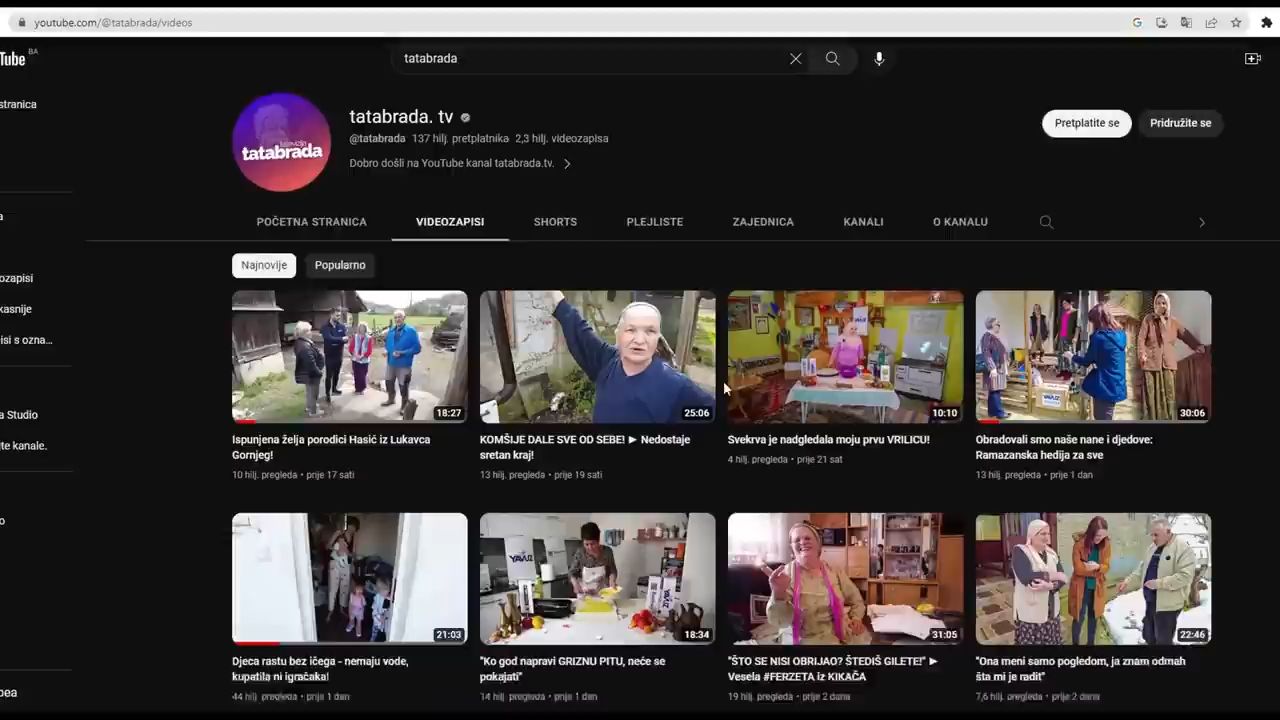 youtube.com/@tatabrada/videos
Tube BA
tatabrada
stranica
tatabrada
tatabrada. tv
@tatabrada 137 hilj. pretplatnika 2,3 hilj. videozapisa
Dobro došli na YouTube kanal tatabrada.tv.
Pretplatite se
Pridružite se
a
POČETNA STRANICA
VIDEOZAPISI
SHORTS
PLEJLISTE
ZAJEDNICA
KANALI
O KANALU
ozapisi
kasnije
isi s ozna...
a Studio
jte kanale.
o
bea
Najnovije
Popularno
18:27
25:06
YAVUZ
10:10
YAVUZ
30:06
Ispunjena želja porodici Hasić iz Lukavca
Gornjeg!
10 hilj. pregleda • prije 17 sati
KOMŠIJE DALE SVE OD SEBE! ► Nedostaje
sretan kraj!
13 hilj. pregleda • prije 19 sati
Svekrva je nadgledala moju prvu VRILICU!
4 hilj. pregleda • prije 21 sat
Obradovali smo naše nane i djedove:
Ramazanska hedija za sve
13 hilj. pregleda • prije 1 dan
21:03
YAVUZ
18:34
31:05
22:46
Djeca rastu bez ičega - nemaju vode,
kupatila ni igračaka!
44 hilj. pregleda • prije 1 dan
"Ko god napravi GRIZNU PITU, neće se
pokajati"
14 hilj. pregleda • prije 1 dan
"ŠTO SE NISI OBRIJAO? ŠTEDIŠ GILETE!" ►
Vesela #FERZETA iz KIKAČA
19 hilj. pregleda • prije 2 dana
"Ona meni samo pogledom, ja znam odmah
šta mi je radit"
7,6 hilj. pregleda • prije 2 dana